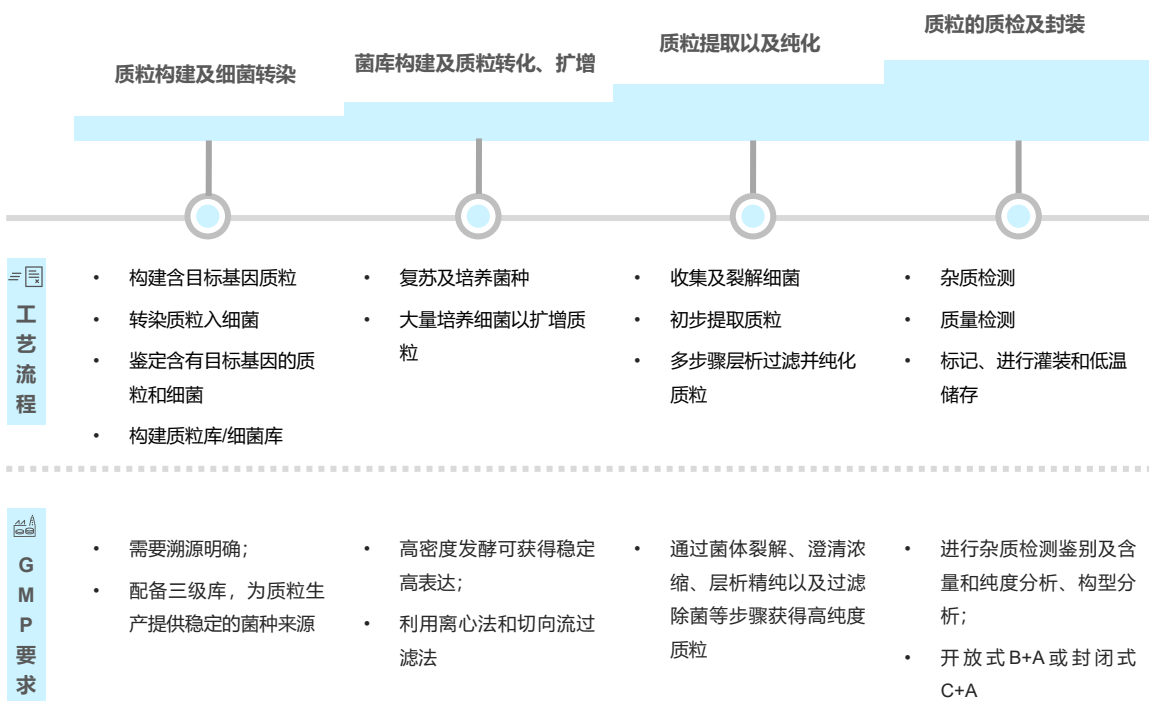 质粒构建及细菌转染
菌库构建及质粒转化、扩增
质粒提取以及纯化
质粒的质检及封装
工
艺
流
程
• 构建含目标基因质粒
• 转染质粒入细菌
• 鉴定含有目标基因的质
粒和细菌
• 构建质粒库/细菌库
• 复苏及培养菌种
• 大量培养细菌以扩增质
粒
• 收集及裂解细菌
• 初步提取质粒
• 多步骤层析过滤并纯化
质粒
• 杂质检测
• 质量检测
• 标记、进行灌装和低温
储存
G
M
P
要
求
• 需要溯源明确；
• 配备三级库，为质粒生
产提供稳定的菌种来源
• 高密度发酵可获得稳定
高表达；
• 利用离心法和切向流过
滤法
• 通过菌体裂解、澄清浓
缩、层析精纯以及过滤
除菌等步骤获得高纯度
质粒
• 进行杂质检测鉴别及含
量和纯度分析、构型分
析；
• 开放式B+A或封闭式
C+A